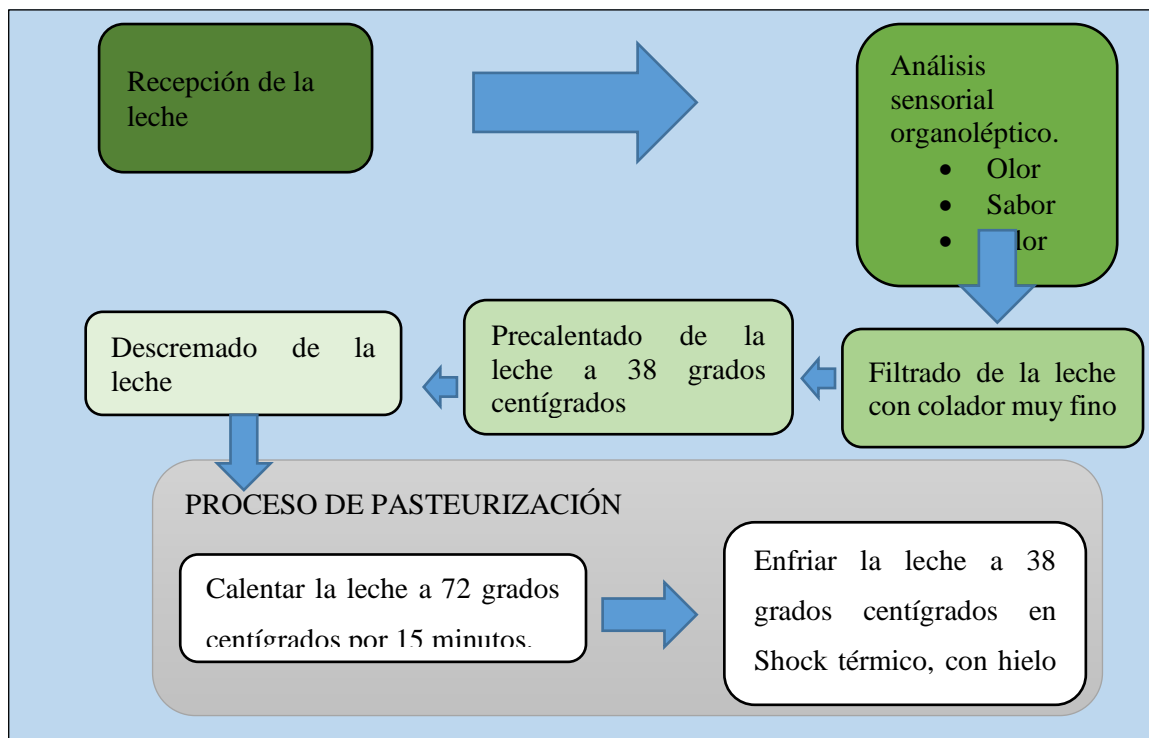 Recepción de la
leche
Análisis
sensorial
organoléptico.
• Olor
• Sabor
• lor
Filtrado de la leche
con colador muy fino
Precalentado de la
leche a 38 grados
centígrados
Descremado de la
leche
PROCESO DE PASTEURIZACIÓN
Calentar la leche a 72 grados
centígrados por 15 minutos.
Enfriar la leche a 38
grados centígrados en
Shock térmico, con hielo